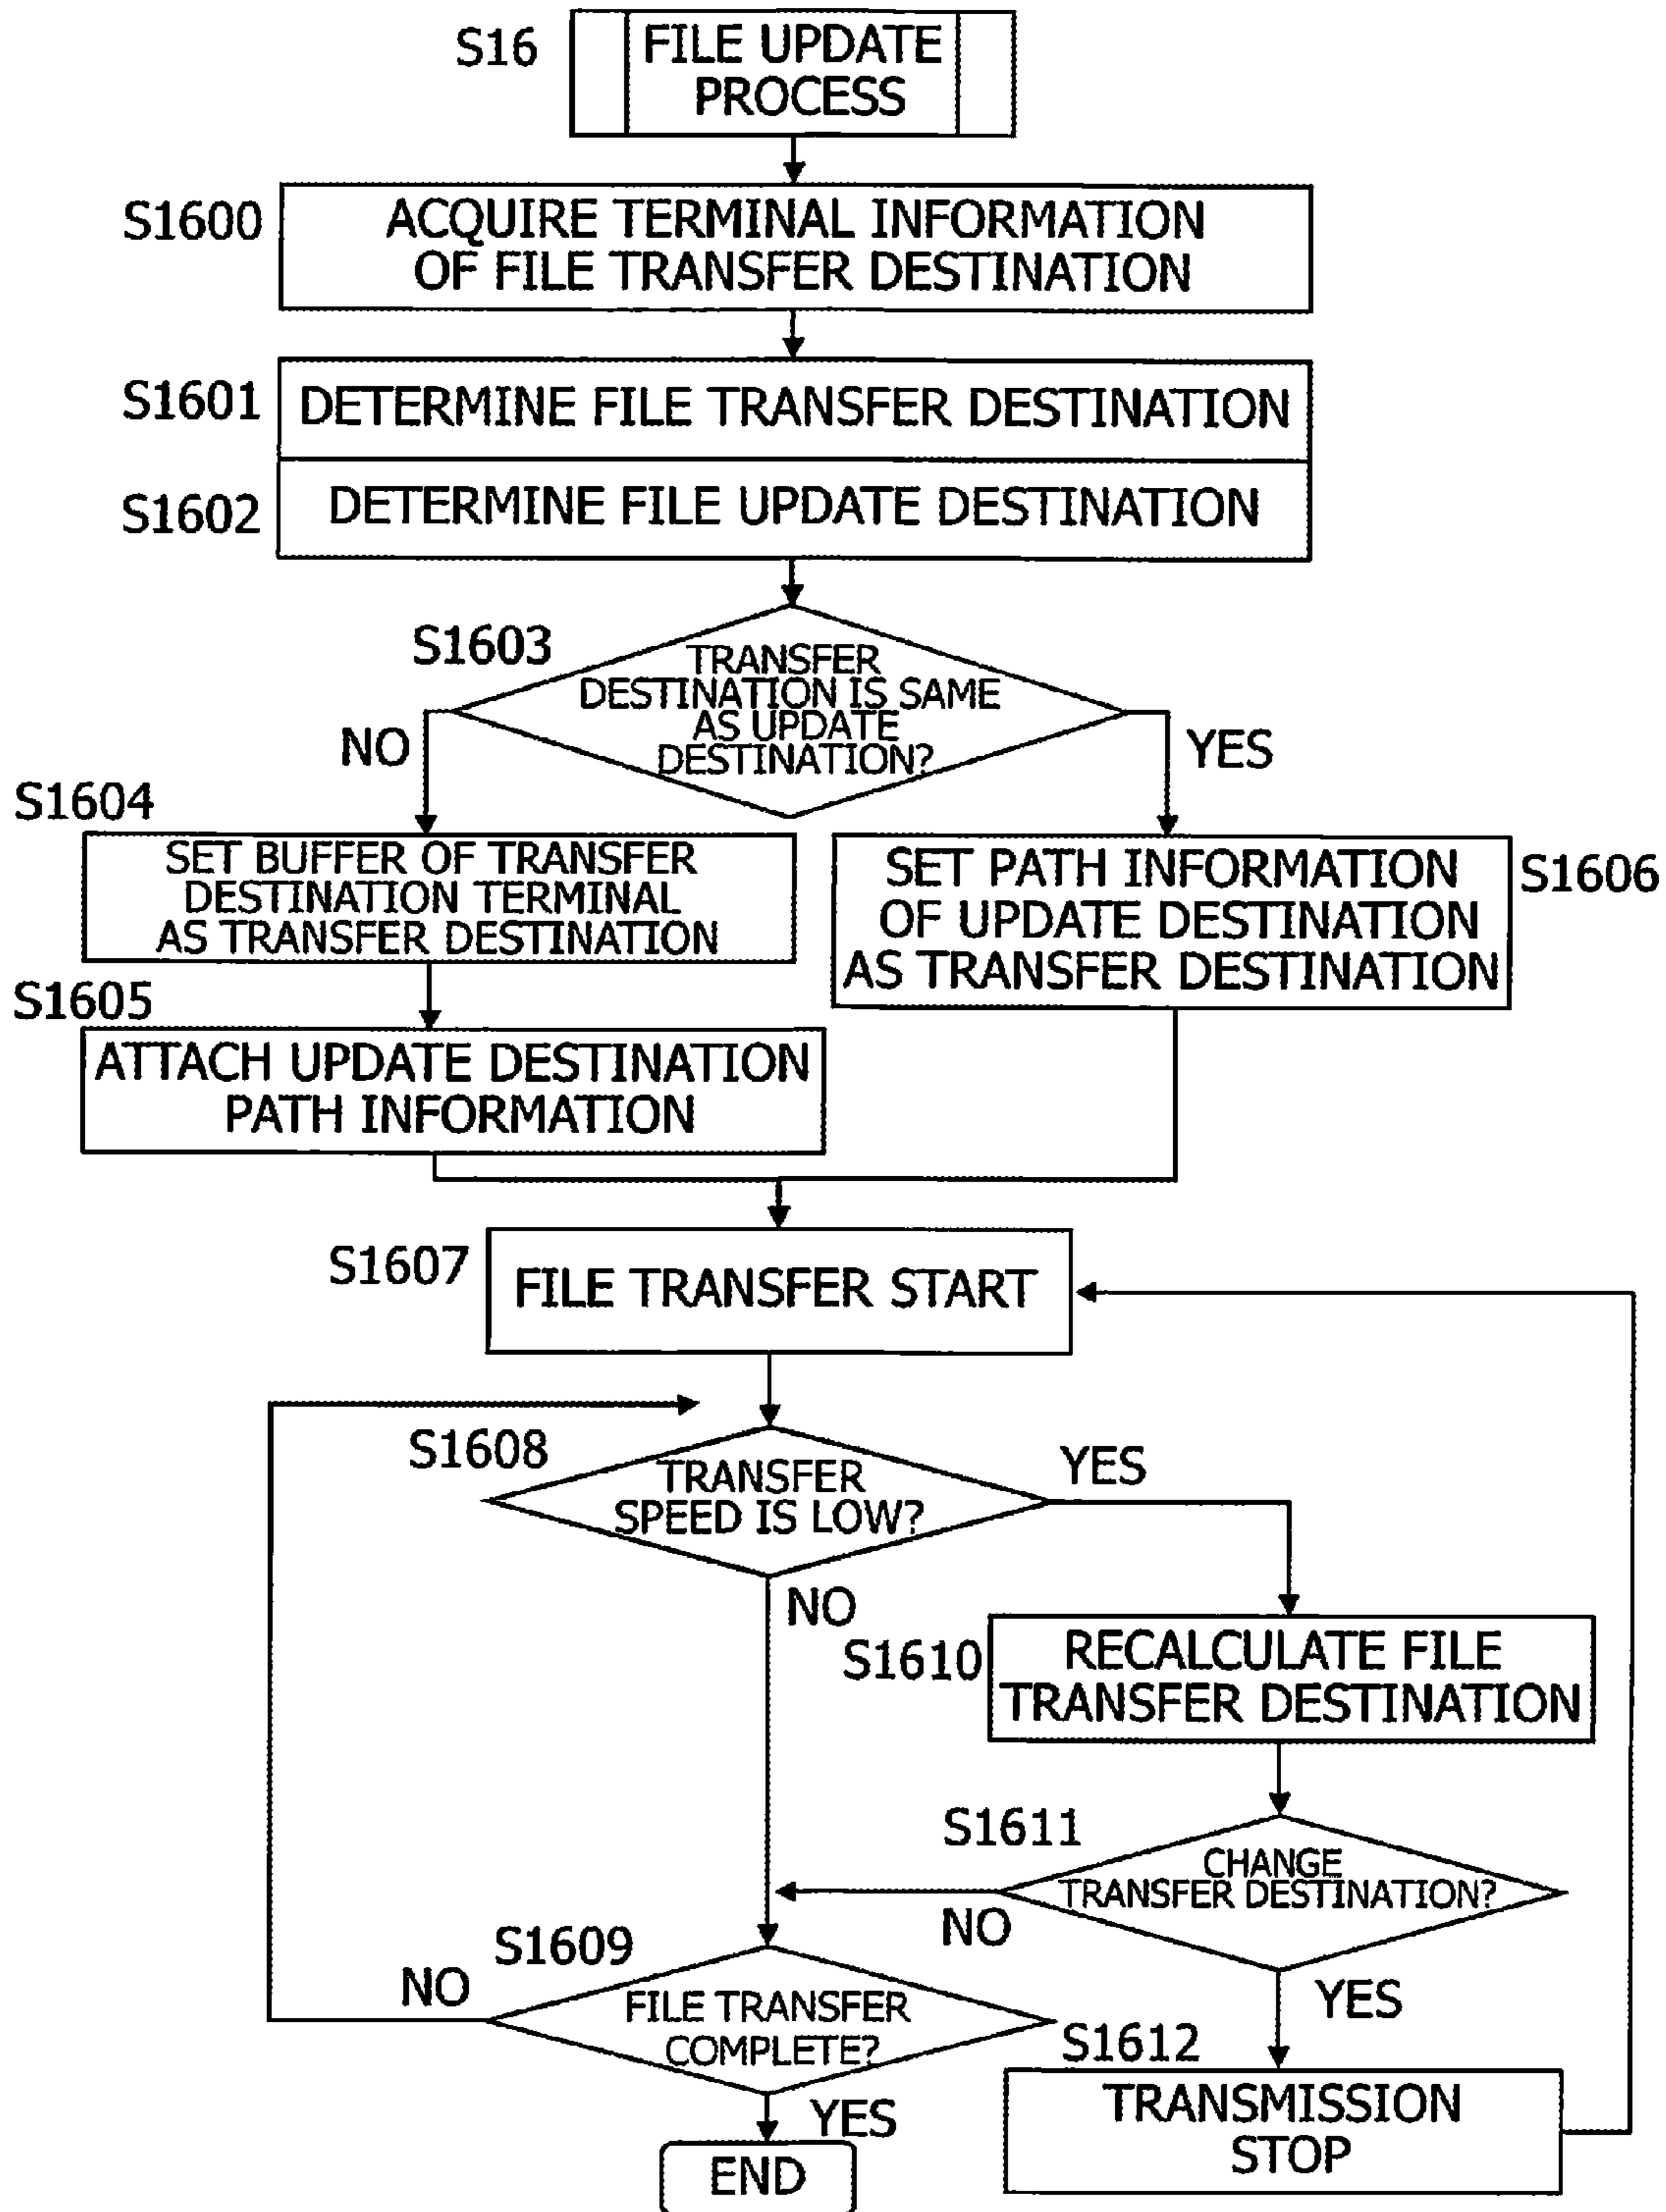 S16
FILE UPDATE
PROCESS
S1600
ACQUIRE TERMINAL INFORMATION
OF FILE TRANSFER DESTINATION
S1601
DETERMINE FILE TRANSFER DESTINATION
S1602
DETERMINE FILE UPDATE DESTINATION
S1603
TRANSFER
DESTINATION IS SAME
AS UPDATE
DESTINATION?
NO
YES
S1604
SET BUFFER OF TRANSFER
DESTINATION TERMINAL
AS TRANSFER DESTINATION
SET PATH INFORMATION
OF UPDATE DESTINATION
AS TRANSFER DESTINATION
S1606
S1605
ATTACH UPDATE DESTINATION
PATH INFORMATION
S1607
FILE TRANSFER START
S1608
TRANSFER
SPEED IS LOW?
YES
NO
S1610
RECALCULATE FILE
TRANSFER DESTINATION
S1611
CHANGE
TRANSFER DESTINATION?
NO
YES
S1609
NO
FILE TRANSFER
COMPLETE?
YES
S1612
TRANSMISSION
STOP
END